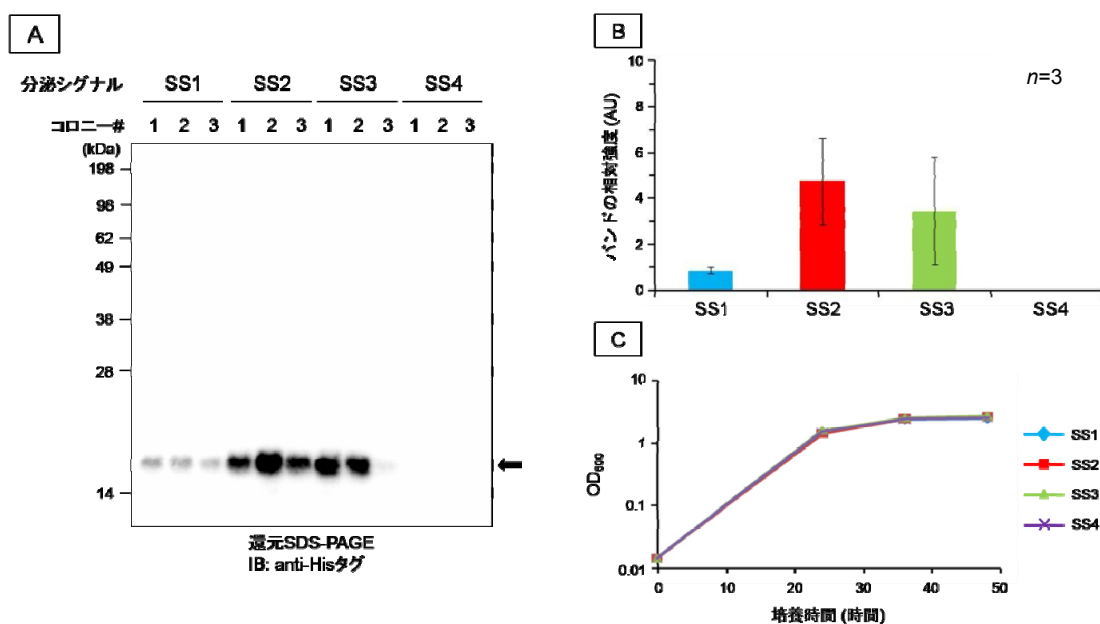 A
分泌シグナル SS1 SS2 SS3 SS4
コロニー# 1 2 3 1 2 3 1 2 3 1 2 3
(kDa)
198
98
62
49
38
28
14
還元SDS-PAGE
IB: anti-Hisタグ
B
n=3
バンドの相対強度 (AU)
10
8
6
4
2
0
SS1 SS2 SS3 SS4
C
OD600
10
1
0.1
0.01
0 10 20 30 40 50
培養時間 (時間)
SS1
SS2
SS3
SS4